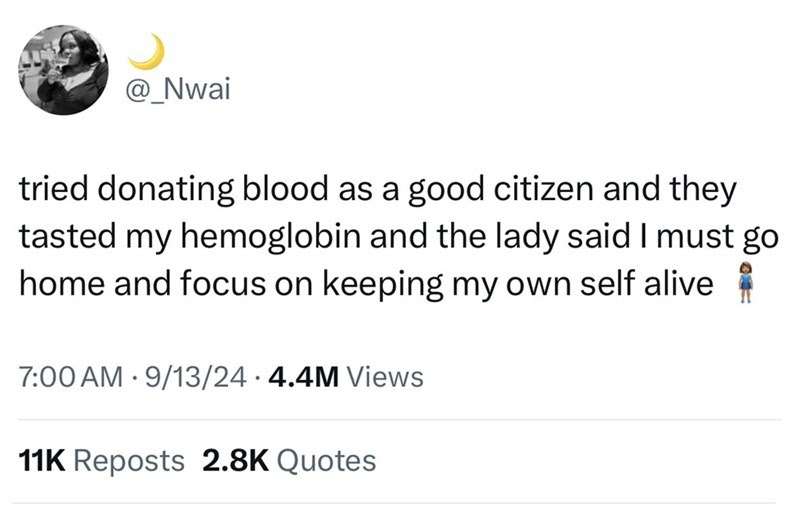 🌙
@_Nwai
tried donating blood as a good citizen and they
tasted my hemoglobin and the lady said I must go
home and focus on keeping my own self alive 🧍🏾‍♀️
7:00 AM · 9/13/24 · 4.4M Views
11K Reposts 2.8K Quotes